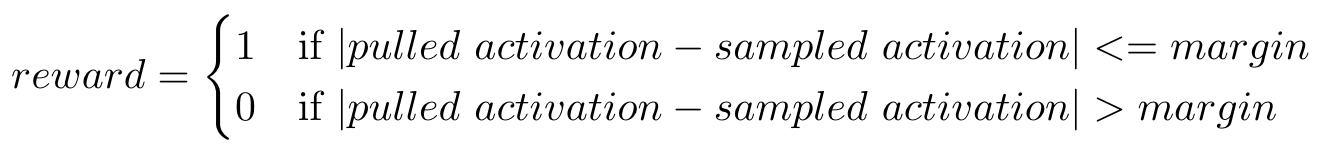 reward = { 1 if |pulled activation − sampled activation| <= margin
0 if |pulled activation − sampled activation| > margin